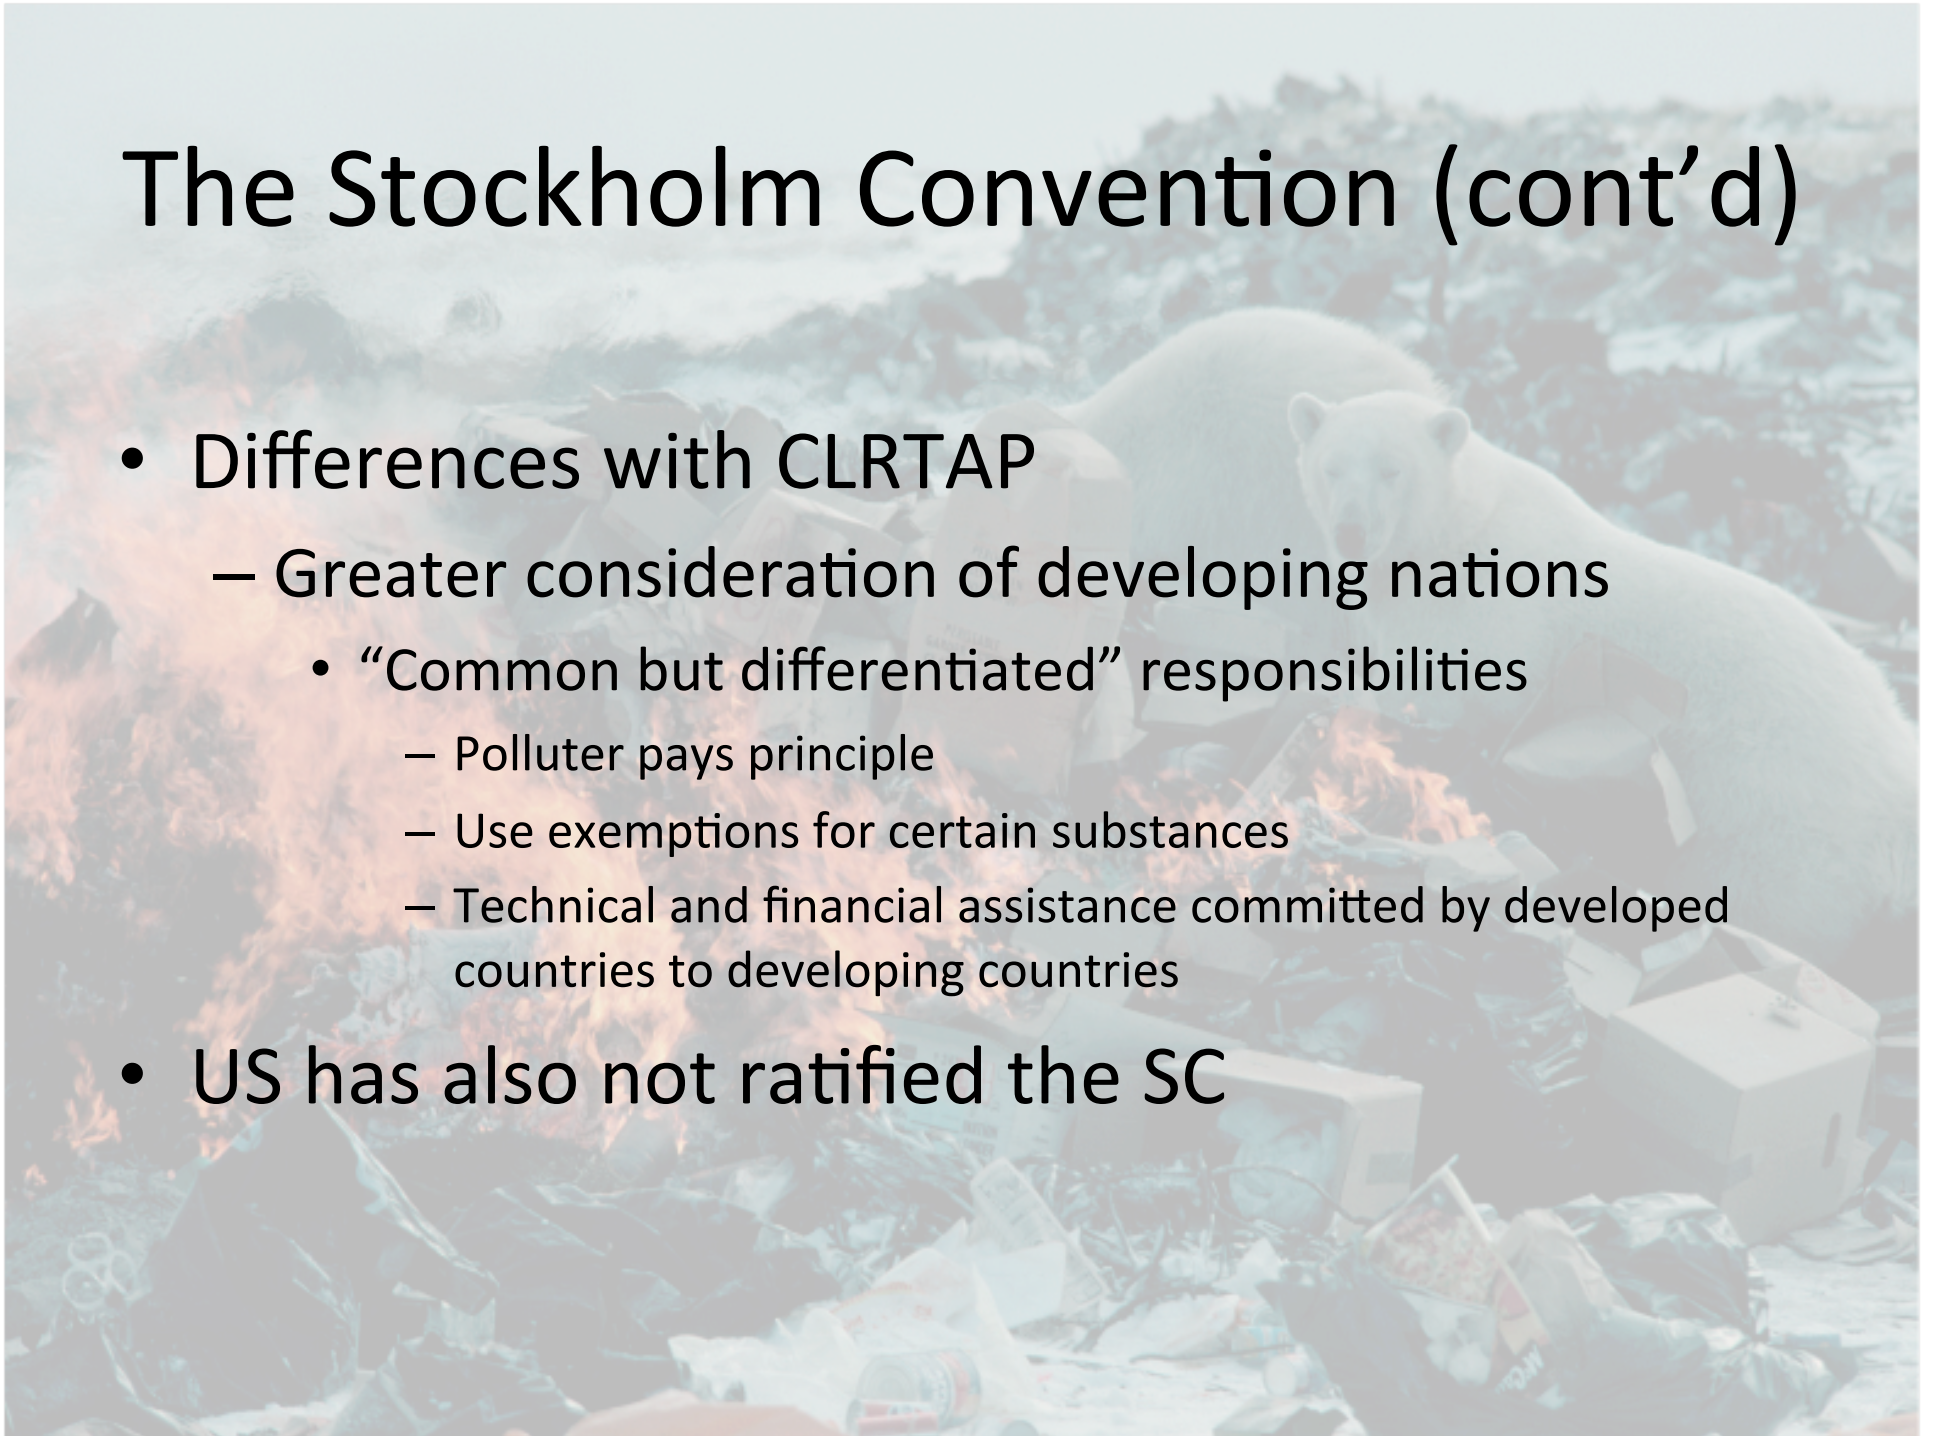 The Stockholm Convention (cont’d)
• Differences with CLRTAP
– Greater consideration of developing nations
• “Common but differentiated” responsibilities
– Polluter pays principle
– Use exemptions for certain substances
– Technical and financial assistance committed by developed
countries to developing countries
• US has also not ratified the SC